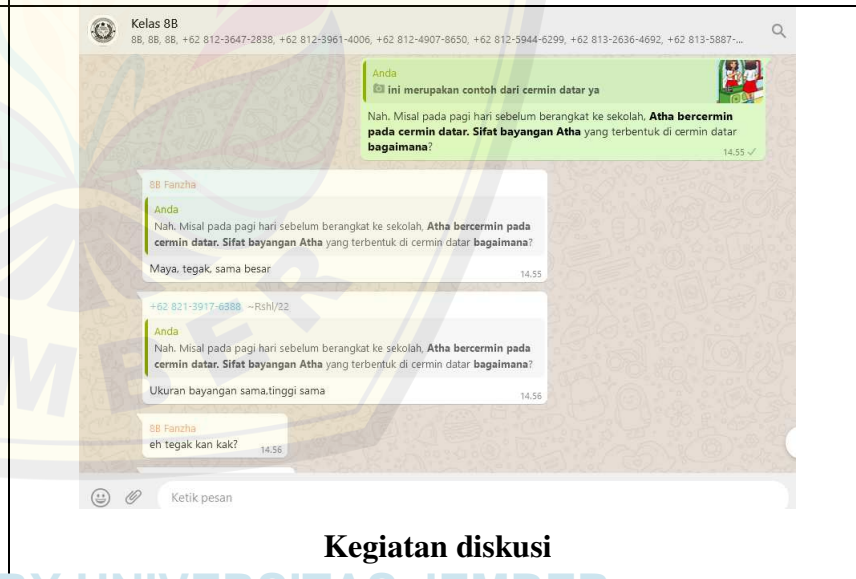 Kelas 8B
8B, 8B, 8B, +62 812-3647-2838, +62 812-3961-4006, +62 812-4907-8650, +62 812-5944-6299, +62 813-2636-4692, +62 813-5887-...
Anda
ini merupakan contoh dari cermin datar ya
Nah. Misal pada pagi hari sebelum berangkat ke sekolah, Atha bercermin
pada cermin datar. Sifat bayangan Atha yang terbentuk di cermin datar
bagaimana?
14.55
8B Fanzha
Anda
Nah. Misal pada pagi hari sebelum berangkat ke sekolah, Atha bercermin pada
cermin datar. Sifat bayangan Atha yang terbentuk di cermin datar bagaimana?
Maya, tegak, sama besar
14.55
+62 821-3917-6388 ~Rshl/22
Anda
Nah. Misal pada pagi hari sebelum berangkat ke sekolah, Atha bercermin pada
cermin datar. Sifat bayangan Atha yang terbentuk di cermin datar bagaimana?
Ukuran bayangan sama,tinggi sama
14.56
8B Fanzha
eh tegak kan kak?
14.56
Ketik pesan
Kegiatan diskusi